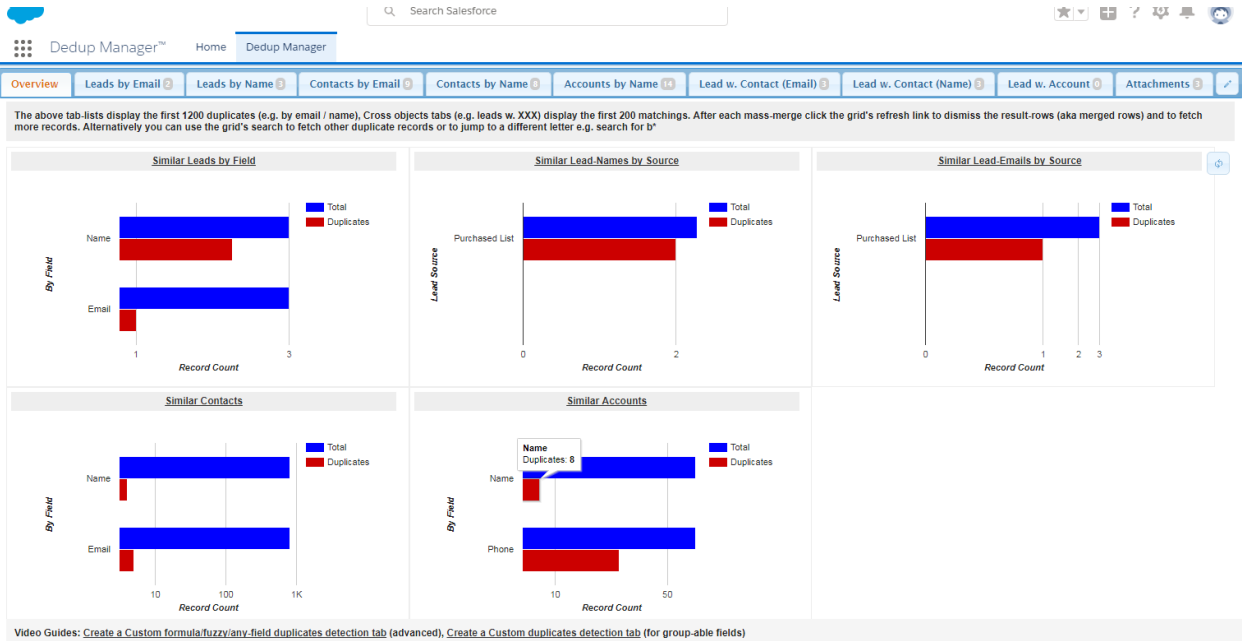 Search Salesforce
Dedup Manager™ Home Dedup Manager
Overview Leads by Email 2 Leads by Name 3 Contacts by Email 0 Contacts by Name 0 Accounts by Name 14 Lead w. Contact (Email) 3 Lead w. Contact (Name) 3 Lead w. Account 0 Attachments 3
The above tab-lists display the first 1200 duplicates (e.g. by email / name), Cross objects tabs (e.g. leads w. XXX) display the first 200 matchings. After each mass-merge click the grid's refresh link to dismiss the result-rows (aka merged rows) and to fetch
more records. Alternatively you can use the grid's search to fetch other duplicate records or to jump to a different letter e.g. search for b*
Similar Leads by Field
Total
Duplicates
By Field
Name
Email
1 3
Record Count
Similar Lead-Names by Source
Total
Duplicates
Lead Source
Purchased List
0 2
Record Count
Similar Lead-Emails by Source
Total
Duplicates
Lead Source
Purchased List
0 1 2 3
Record Count
Similar Contacts
Total
Duplicates
By Field
Name
Email
10 100 1K
Record Count
Similar Accounts
Total
Duplicates
Name
Duplicates: 8
By Field
Name
Phone
10 50
Record Count
Video Guides: Create a Custom formula/fuzzy/any-field duplicates detection tab (advanced), Create a Custom duplicates detection tab (for group-able fields)